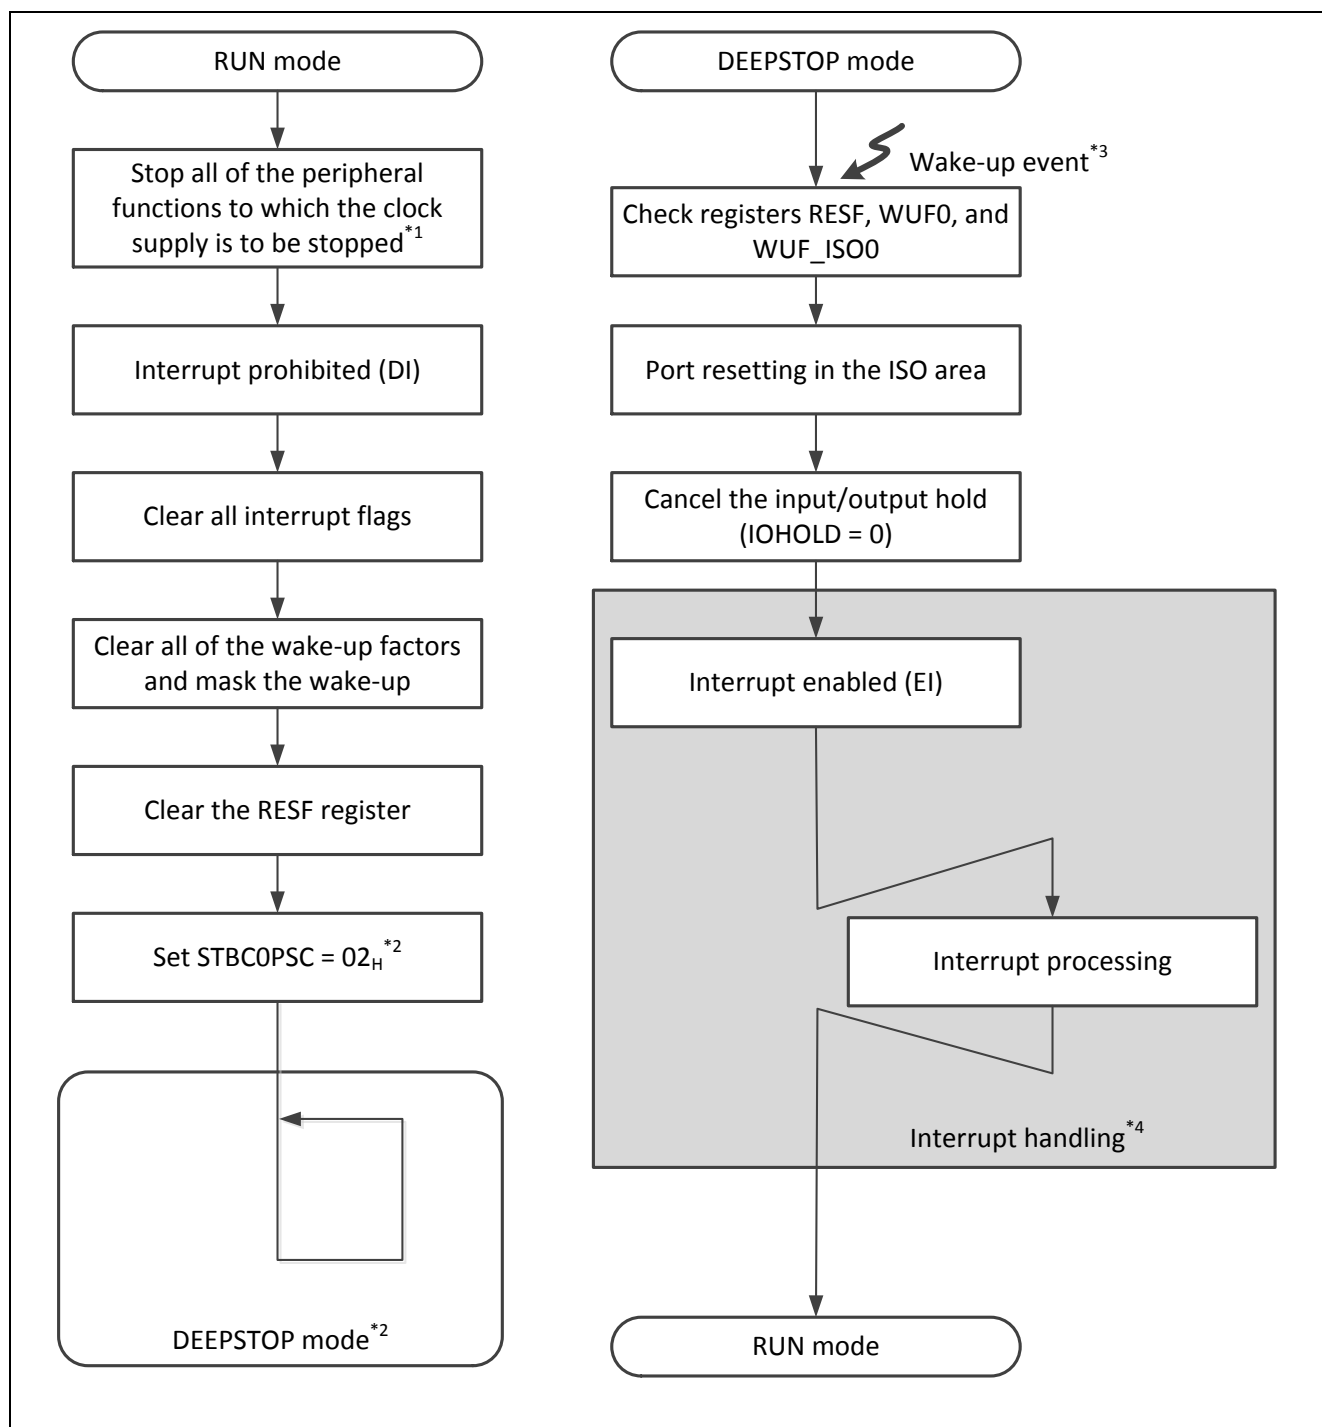 RUN mode
Stop all of the peripheral
functions to which the clock
supply is to be stopped*1
Interrupt prohibited (DI)
Clear all interrupt flags
Clear all of the wake-up factors
and mask the wake-up
Clear the RESF register
Set STBC0PSC = 02H*2
DEEPSTOP mode*2
DEEPSTOP mode
Wake-up event*3
Check registers RESF, WUF0, and
WUF_ISO0
Port resetting in the ISO area
Cancel the input/output hold
(IOHOLD = 0)
Interrupt enabled (EI)
Interrupt processing
Interrupt handling*4
RUN mode